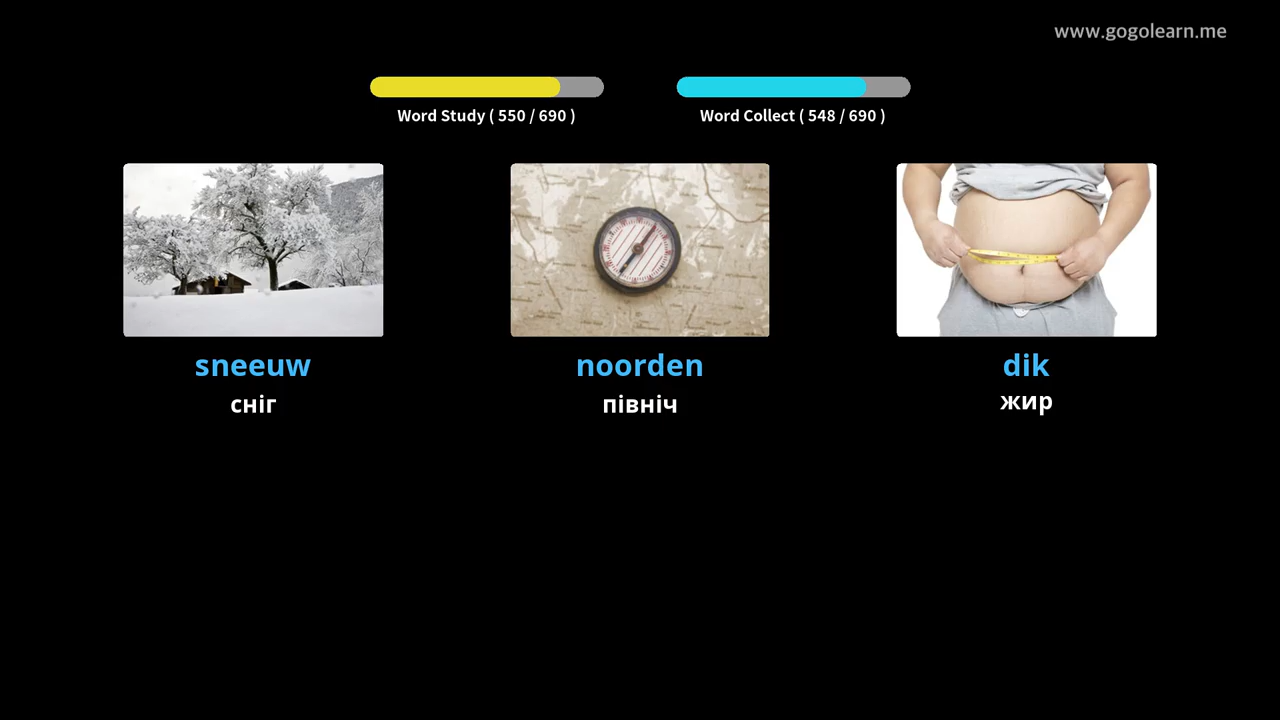 www.gogolearn.me
Word Study ( 550 / 690 )
Word Collect ( 548 / 690 )
sneeuw
сніг
noorden
північ
dik
жир